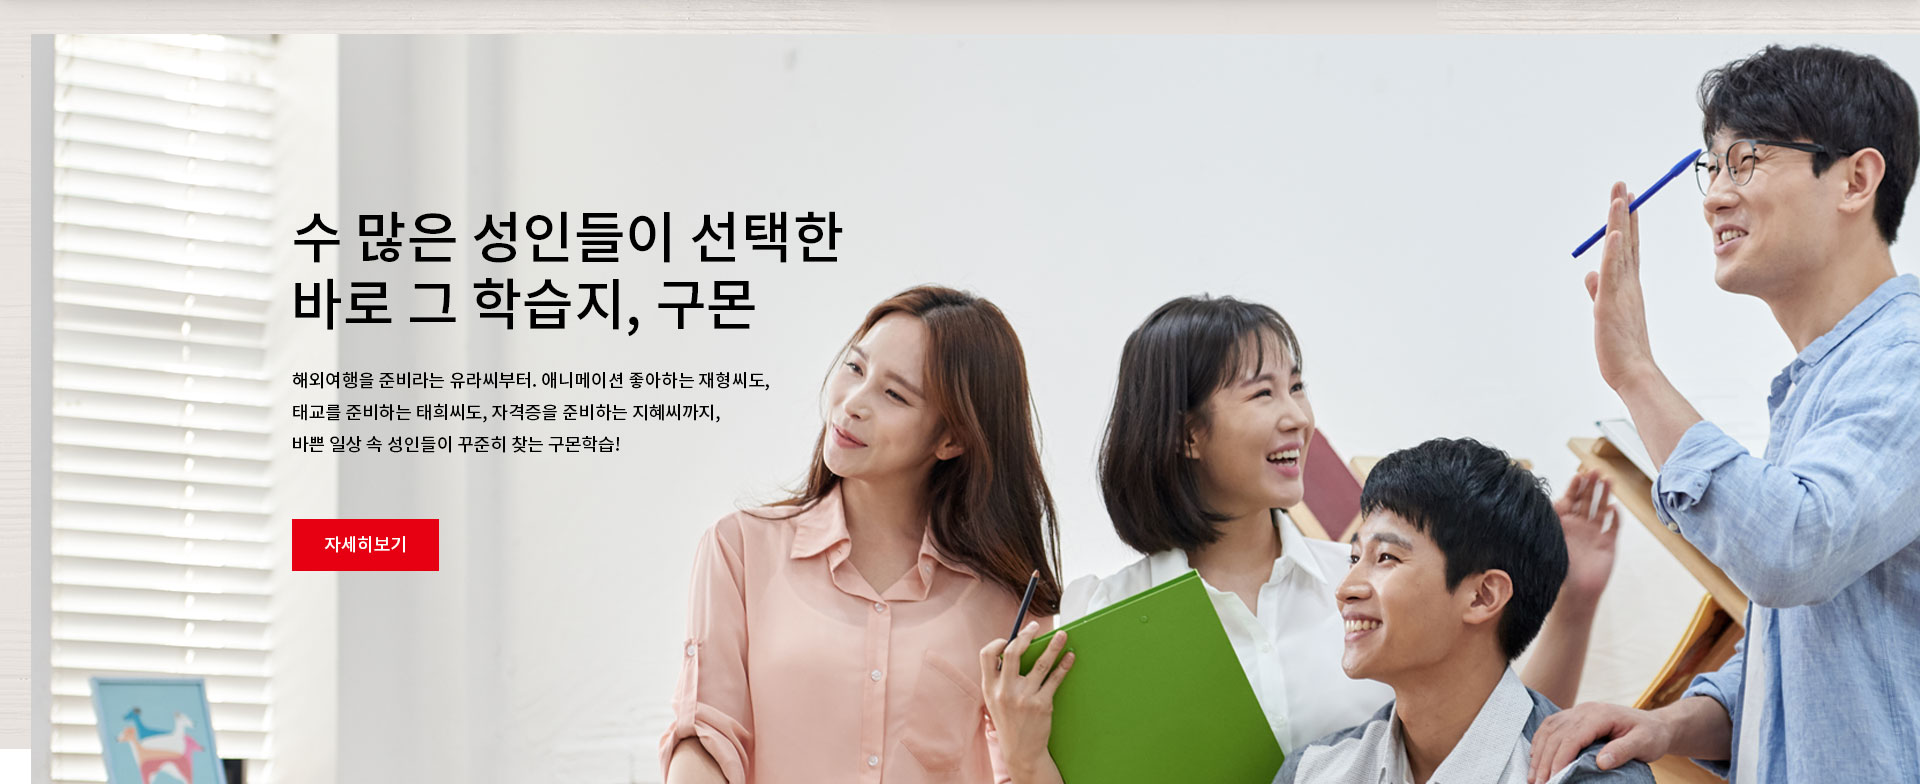 수 많은 성인들이 선택한
바로 그 학습지, 구몬
해외여행을 준비라는 유라씨부터. 애니메이션 좋아하는 재형씨도,
태교를 준비하는 태희씨도, 자격증을 준비하는 지혜씨까지,
바쁜 일상 속 성인들이 꾸준히 찾는 구몬학습!
자세히보기